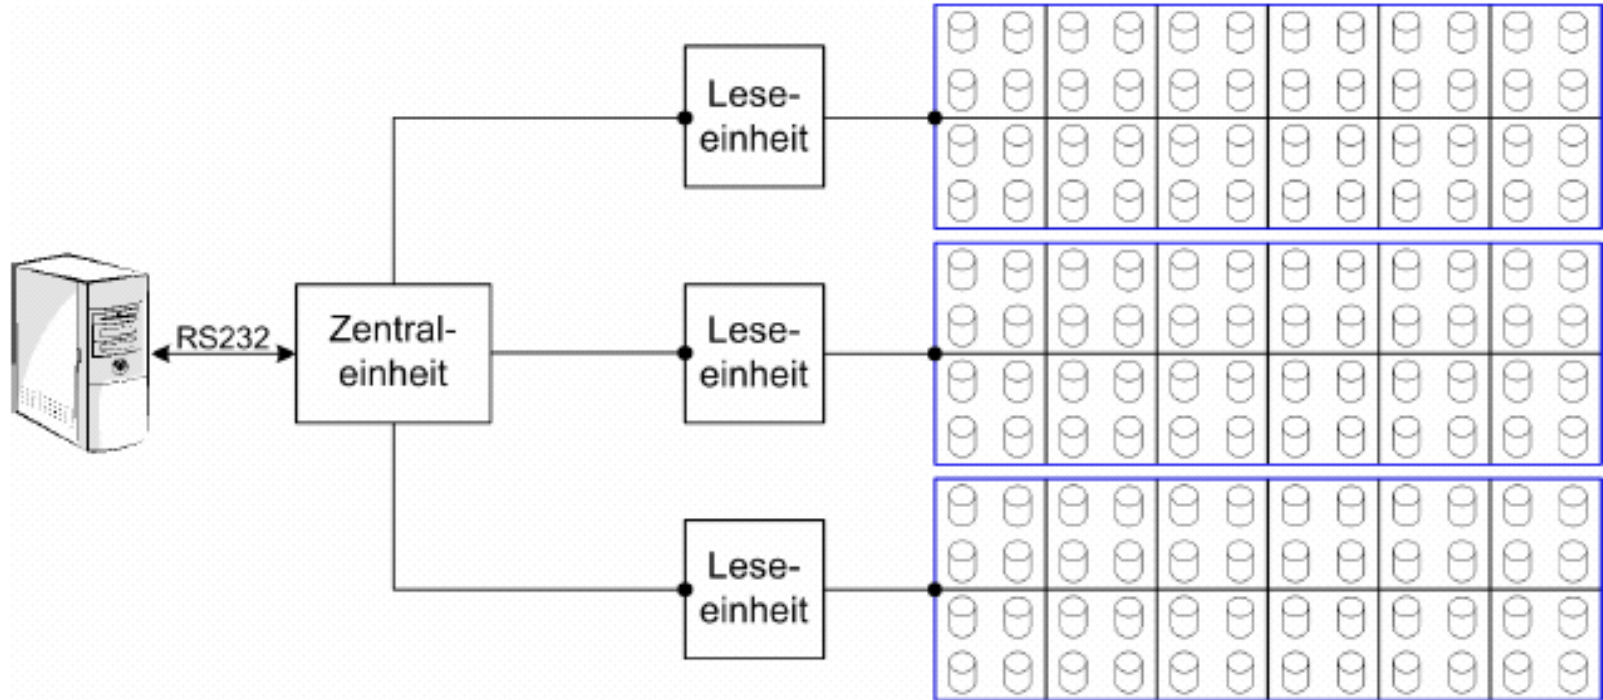 Lese-
einheit
RS232
Zentral-
einheit
Lese-
einheit
Lese-
einheit